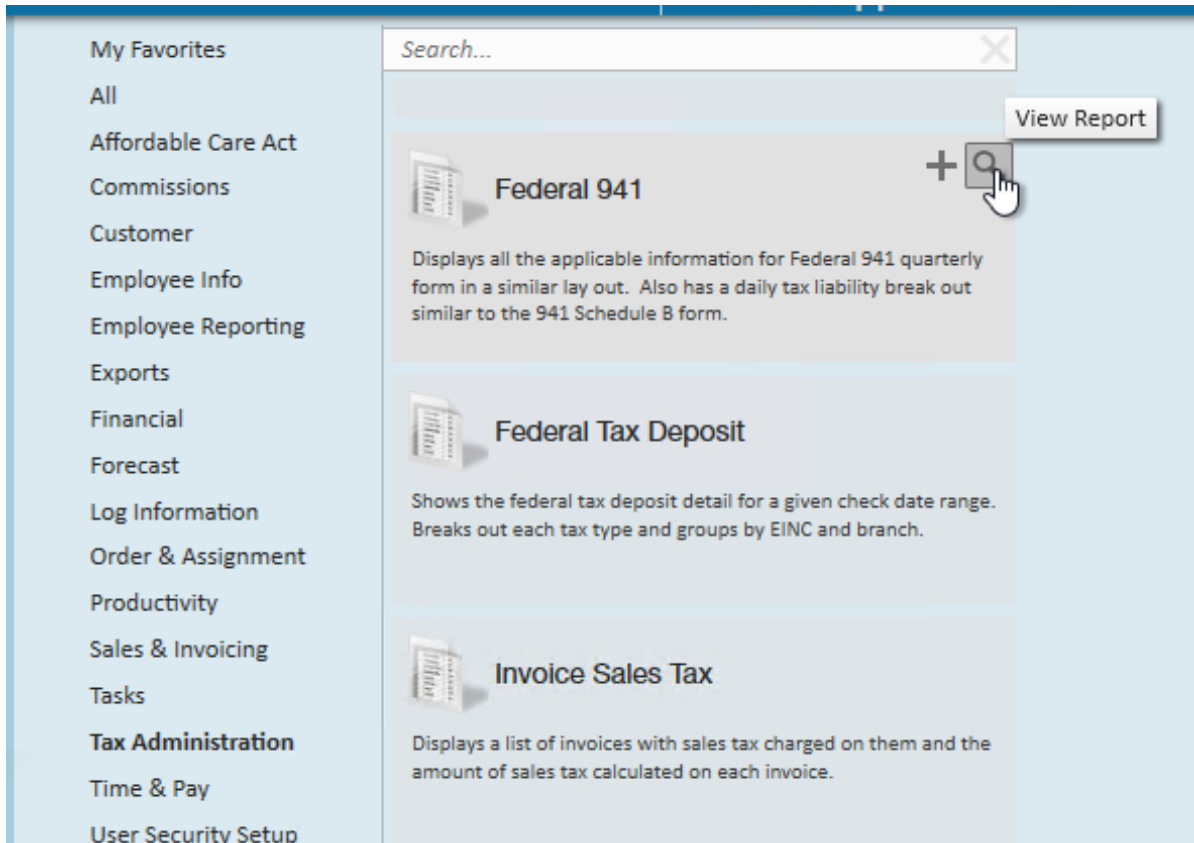 My Favorites
All
Affordable Care Act
Commissions
Customer
Employee Info
Employee Reporting
Exports
Financial
Forecast
Log Information
Order & Assignment
Productivity
Sales & Invoicing
Tasks
Tax Administration
Time & Pay
User Security Setup
Search...
View Report
Federal 941
Displays all the applicable information for Federal 941 quarterly
form in a similar lay out.  Also has a daily tax liability break out
similar to the 941 Schedule B form.
Federal Tax Deposit
Shows the federal tax deposit detail for a given check date range.
Breaks out each tax type and groups by EINC and branch.
Invoice Sales Tax
Displays a list of invoices with sales tax charged on them and the
amount of sales tax calculated on each invoice.